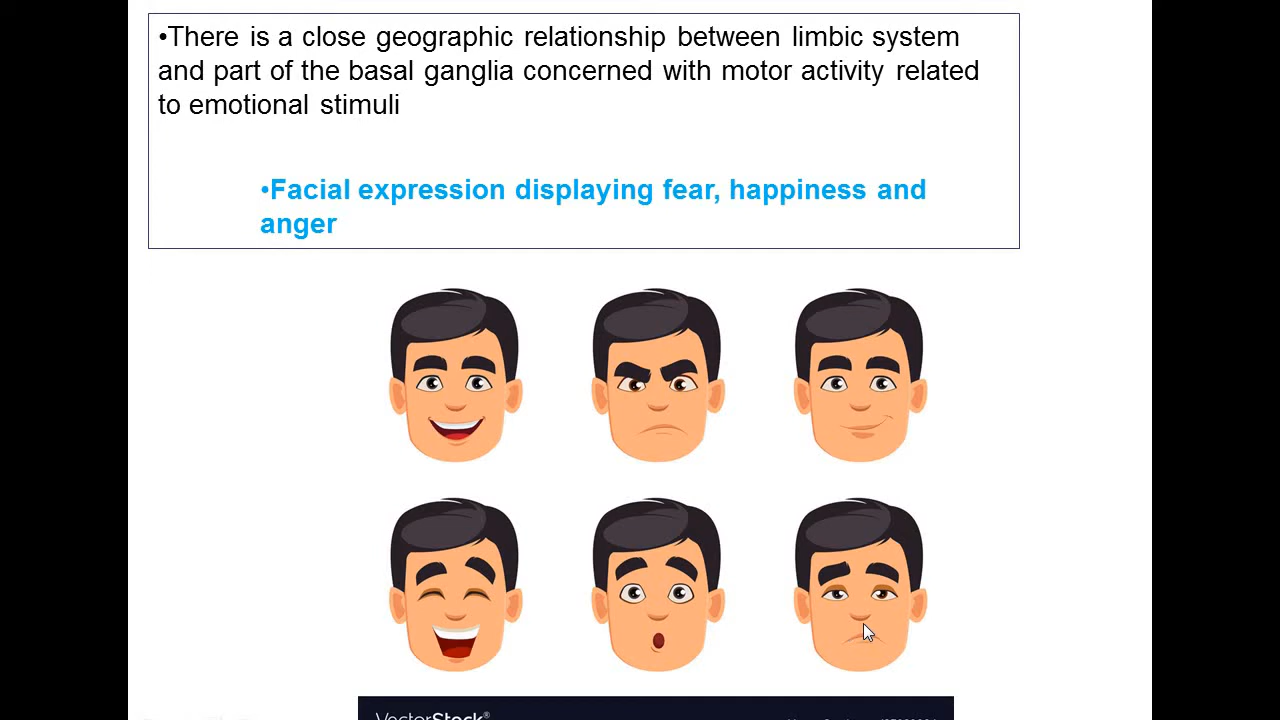 •There is a close geographic relationship between limbic system
and part of the basal ganglia concerned with motor activity related
to emotional stimuli
•Facial expression displaying fear, happiness and
anger
VectorStock®